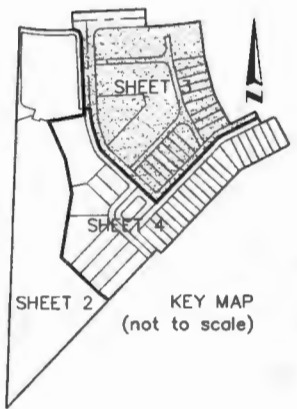 SHEET 3
N
SHEET 4
SHEET 2
KEY MAP
(not to scale)